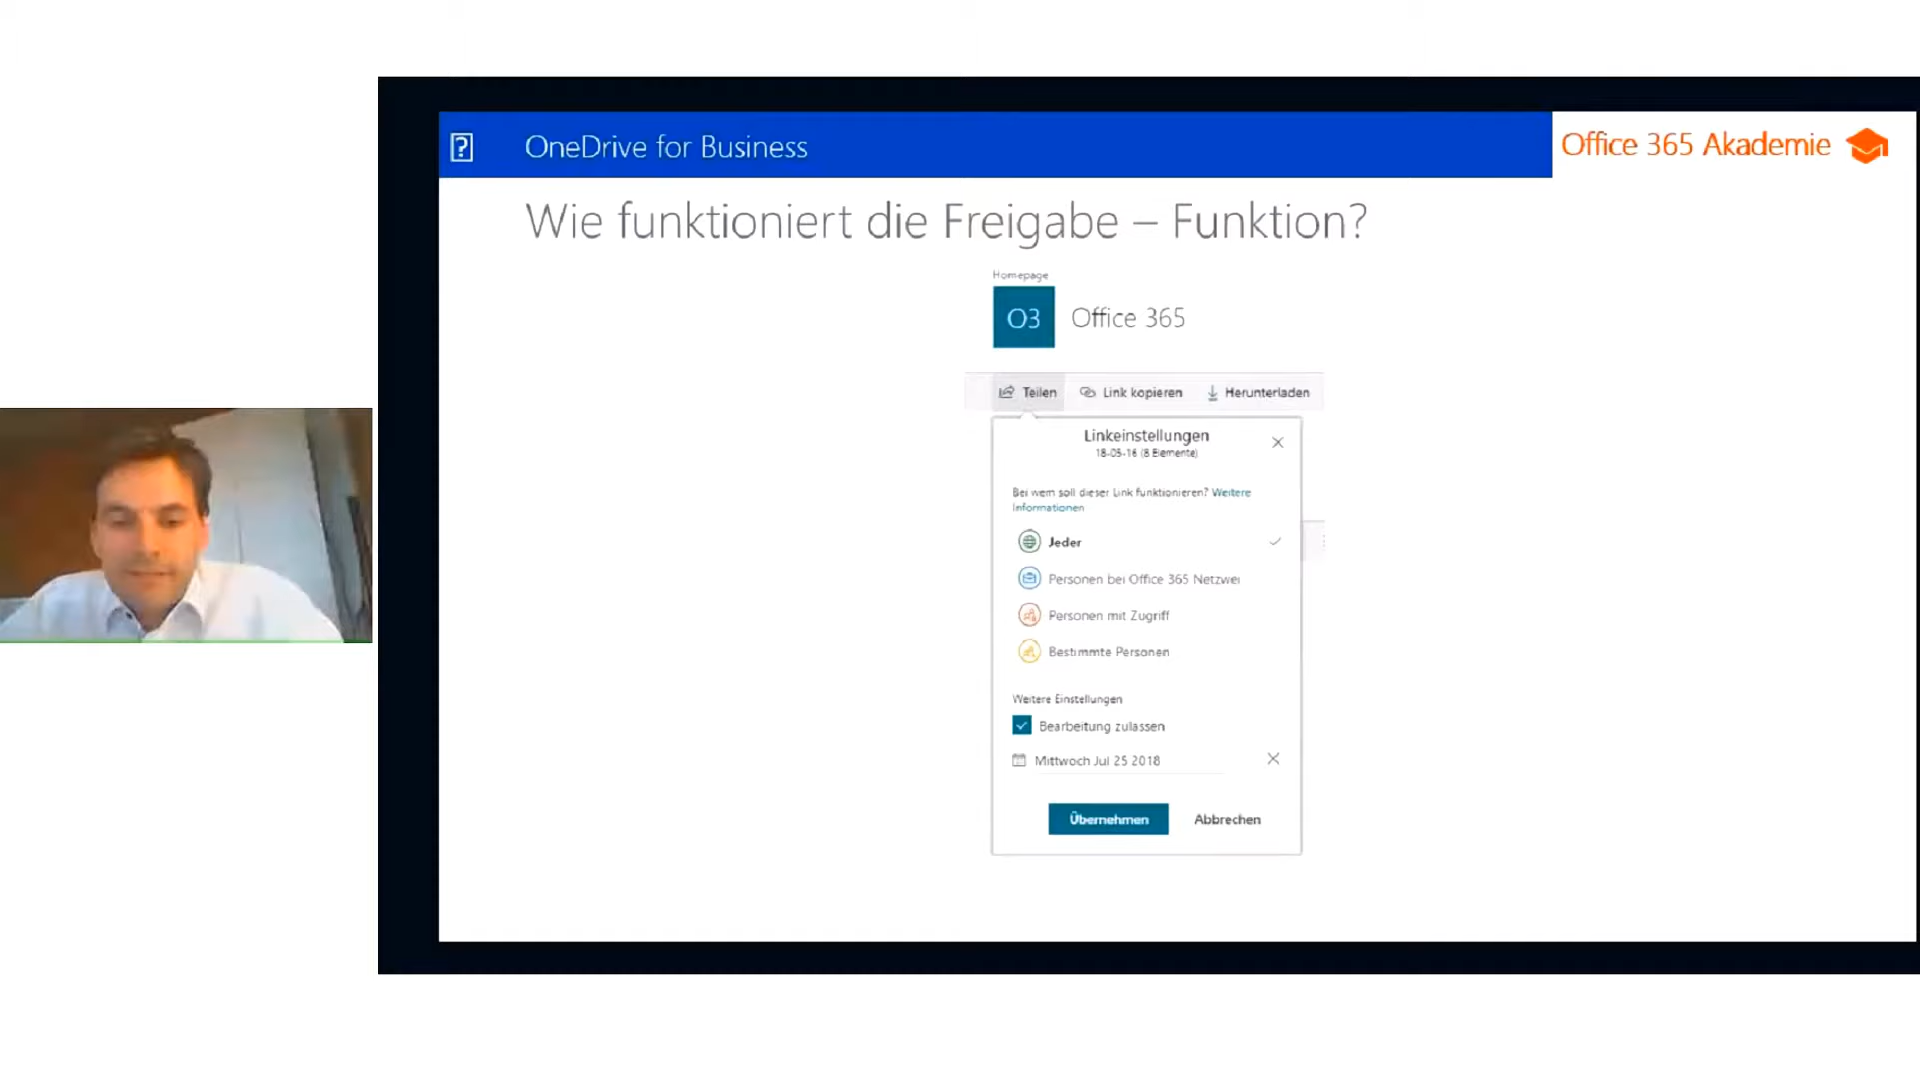 OneDrive for Business
Office 365 Akademie
Wie funktioniert die Freigabe – Funktion?
Homepage
O3
Office 365
Teilen
Link kopieren
Herunterladen
Linkeinstellungen
18-05-16 (8 Elemente)
Bei wem soll dieser Link funktionieren? Weitere
Informationen
Jeder
Personen bei Office 365 Netzwei
Personen mit Zugriff
Bestimmte Personen
Weitere Einstellungen
Bearbeitung zulassen
Mittwoch Jul 25 2018
Übernehmen
Abbrechen